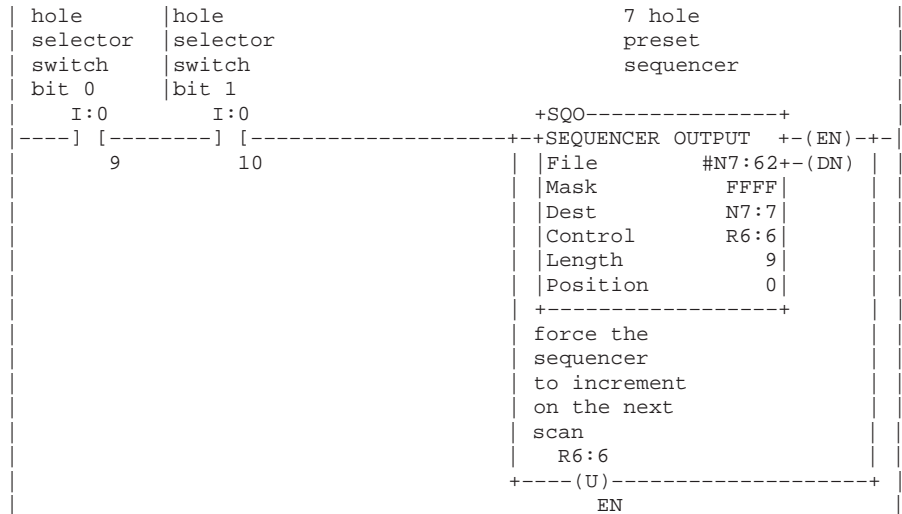 | hole    |hole                           7 hole             |
| selector |selector                       preset             |
| switch   |switch                         sequencer          |
| bit 0    |bit 1                                             |
|   I:0        I:0                     +SQO---------------+    |
|----] [--------] [--------------------+-+SEQUENCER OUTPUT  +-(EN)-+-|
|      9        10                     | |File        #N7:62+-(DN) | |
|                                      | |Mask          FFFF|      | |
|                                      | |Dest          N7:7|      | |
|                                      | |Control       R6:6|      | |
|                                      | |Length           9|      | |
|                                      | |Position         0|      | |
|                                      | +------------------+      | |
|                                      | force the                 | |
|                                      | sequencer                 | |
|                                      | to increment              | |
|                                      | on the next               | |
|                                      | scan                      | |
|                                      |   R6:6                    | |
|                                      +----(U)--------------------+ |
|                                            EN                      |